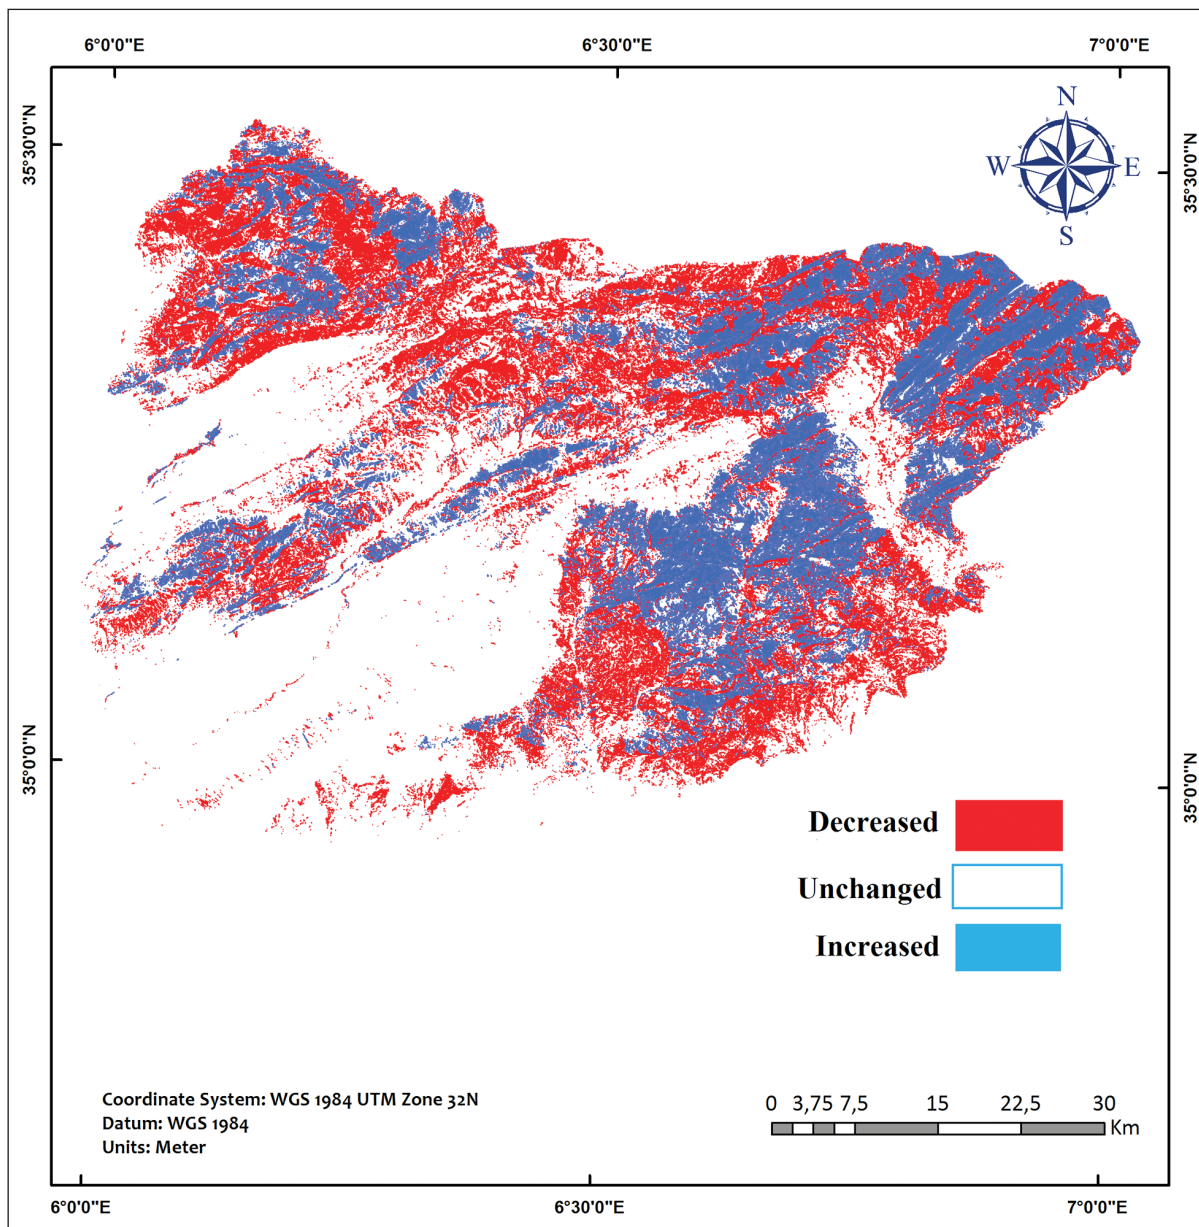 6°0'0"E 6°30'0"E 7°0'0"E
N
W E
S
35°30'0"N 35°30'0"N
35°0'0"N 35°0'0"N
Decreased
Unchanged
Increased
Coordinate System: WGS 1984 UTM Zone 32N
Datum: WGS 1984
Units: Meter
0 3,75 7,5 15 22,5 30
Km
6°0'0"E 6°30'0"E 7°0'0"E